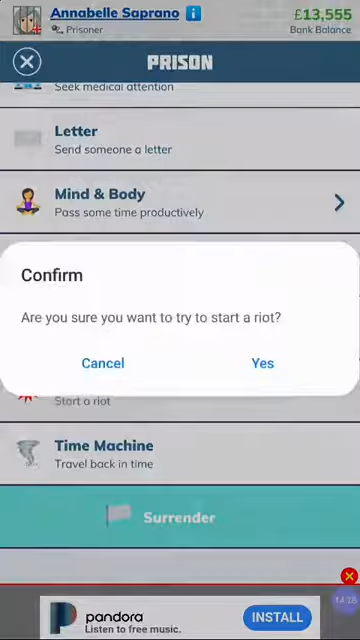 Annabelle Saprano
£13,555
Prisoner
Bank Balance
PRISON
Seek medical attention
Letter
Send someone a letter
Mind & Body
Pass some time productively
Confirm
Are you sure you want to try to start a riot?
Cancel
Yes
Start a riot
Time Machine
Travel back in time
Surrender
pandora
Listen to free music.
INSTALL